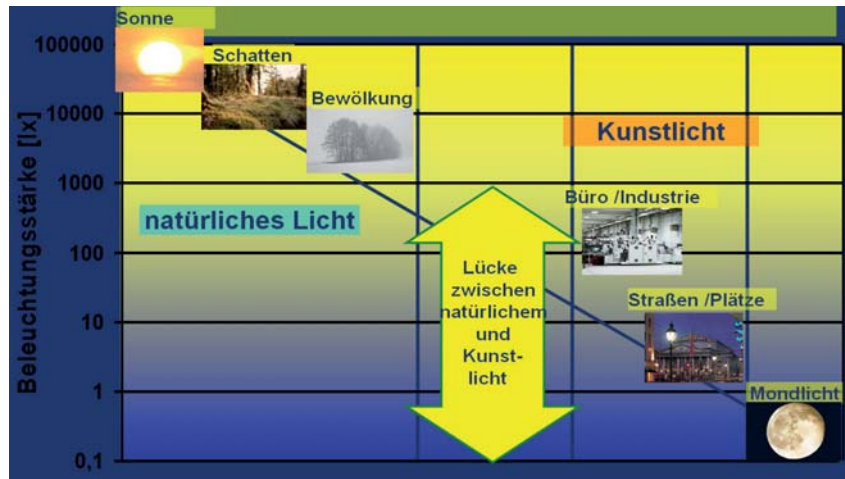 Sonne
Schatten
Bewölkung
Beleuchtungsstärke [lx]
100000
10000
1000
100
10
1
0,1
natürliches Licht
Kunstlicht
Büro /Industrie
Lücke
zwischen
natürlichem
und
Kunst-
licht
Straßen /Plätze
Mondlicht